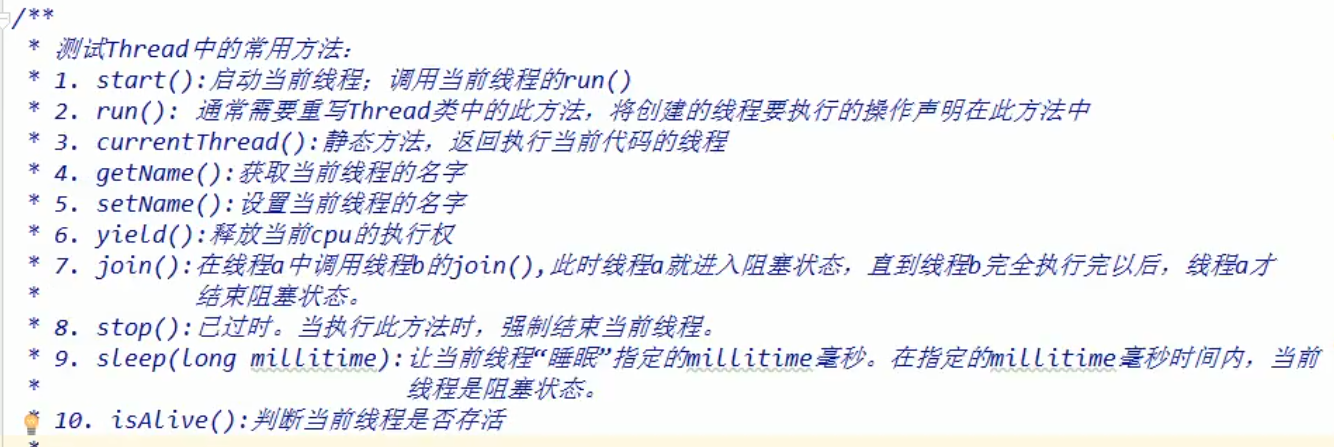 /**
* 测试Thread中的常用方法：
* 1. start():启动当前线程；调用当前线程的run()
* 2. run(): 通常需要重写Thread类中的此方法，将创建的线程要执行的操作声明在此方法中
* 3. currentThread():静态方法，返回执行当前代码的线程
* 4. getName():获取当前线程的名字
* 5. setName():设置当前线程的名字
* 6. yield():释放当前cpu的执行权
* 7. join():在线程a中调用线程b的join(),此时线程a就进入阻塞状态，直到线程b完全执行完以后，线程a才
* 结束阻塞状态。
* 8. stop():已过时。当执行此方法时，强制结束当前线程。
* 9. sleep(long millitime):让当前线程“睡眠”指定的millitime毫秒。在指定的millitime毫秒时间内，当前
* 线程是阻塞状态。
* 10. isAlive():判断当前线程是否存活
*